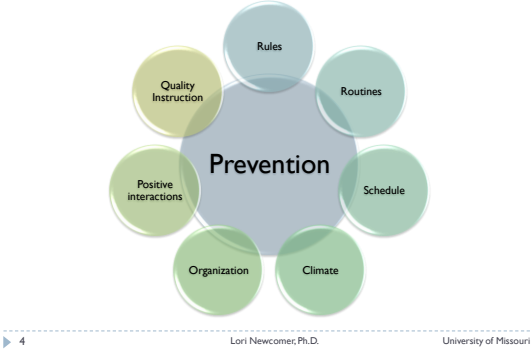 Rules
Routines
Schedule
Climate
Organization
Positive
interactions
Quality
Instruction
Prevention
4
Lori Newcomer, Ph.D.
University of Missouri